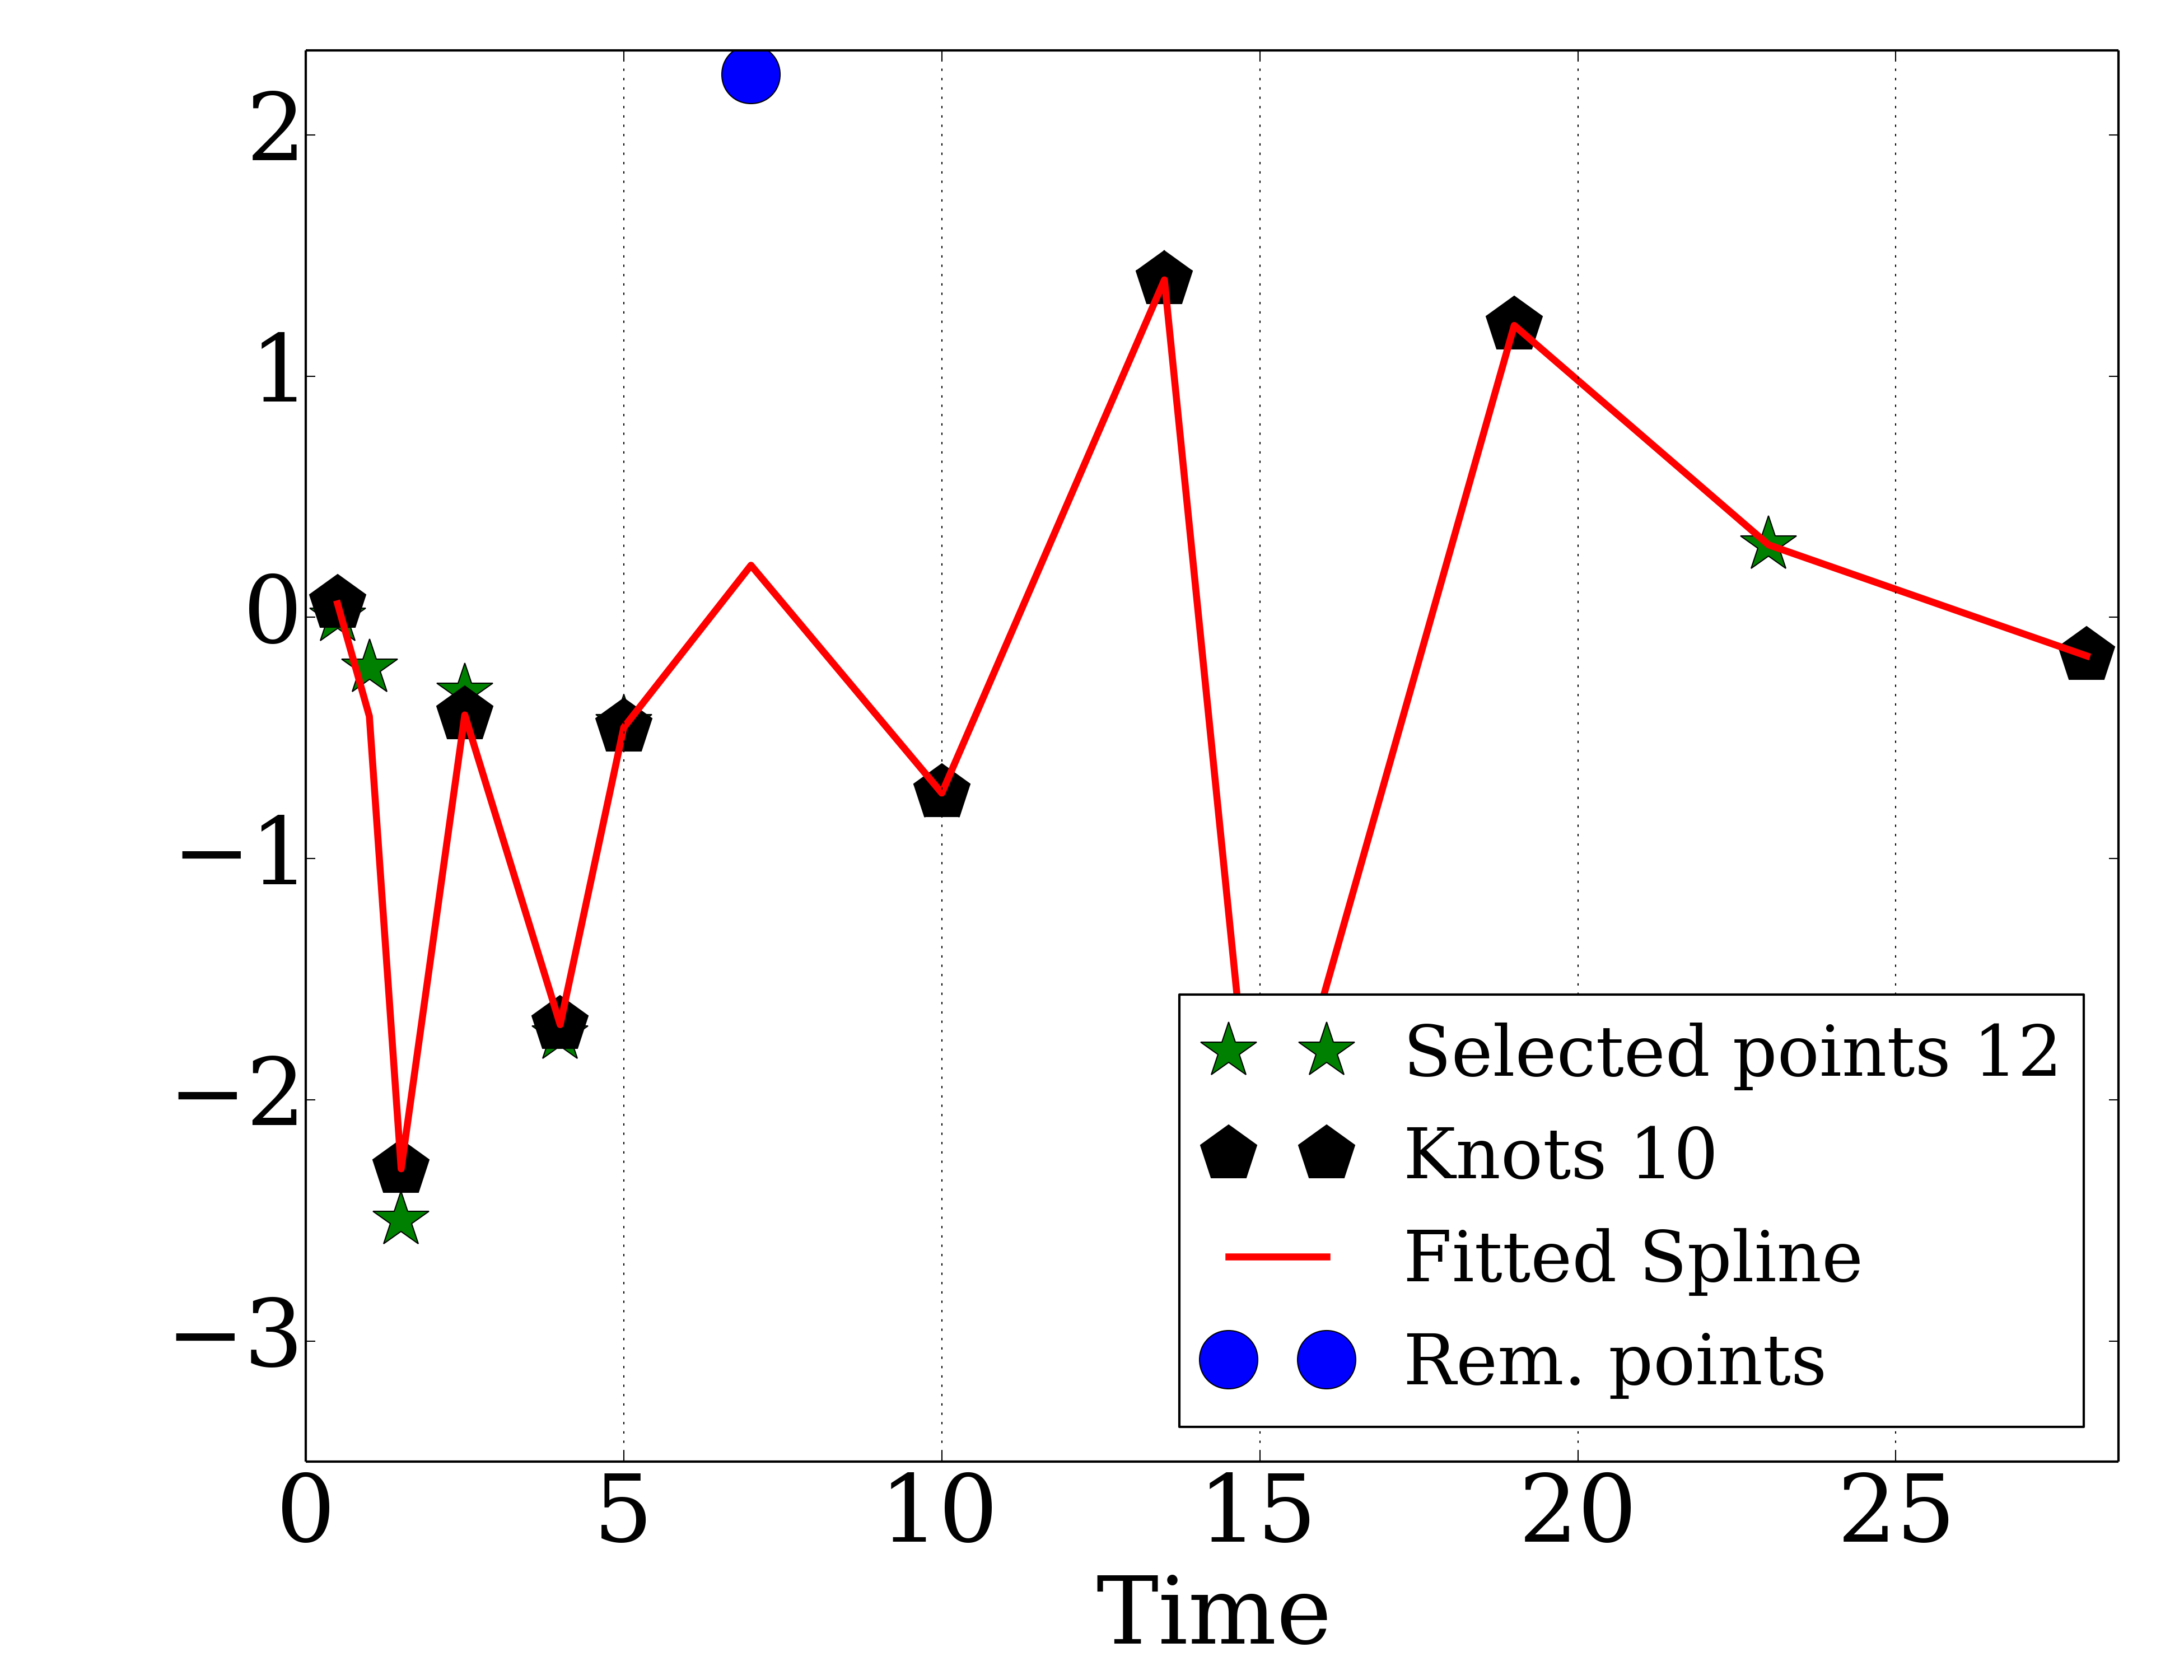 2
1
0
−1
−2
−3
Selected points 12
Knots 10
Fitted Spline
Rem. points
0 5 10 15 20 25
Time